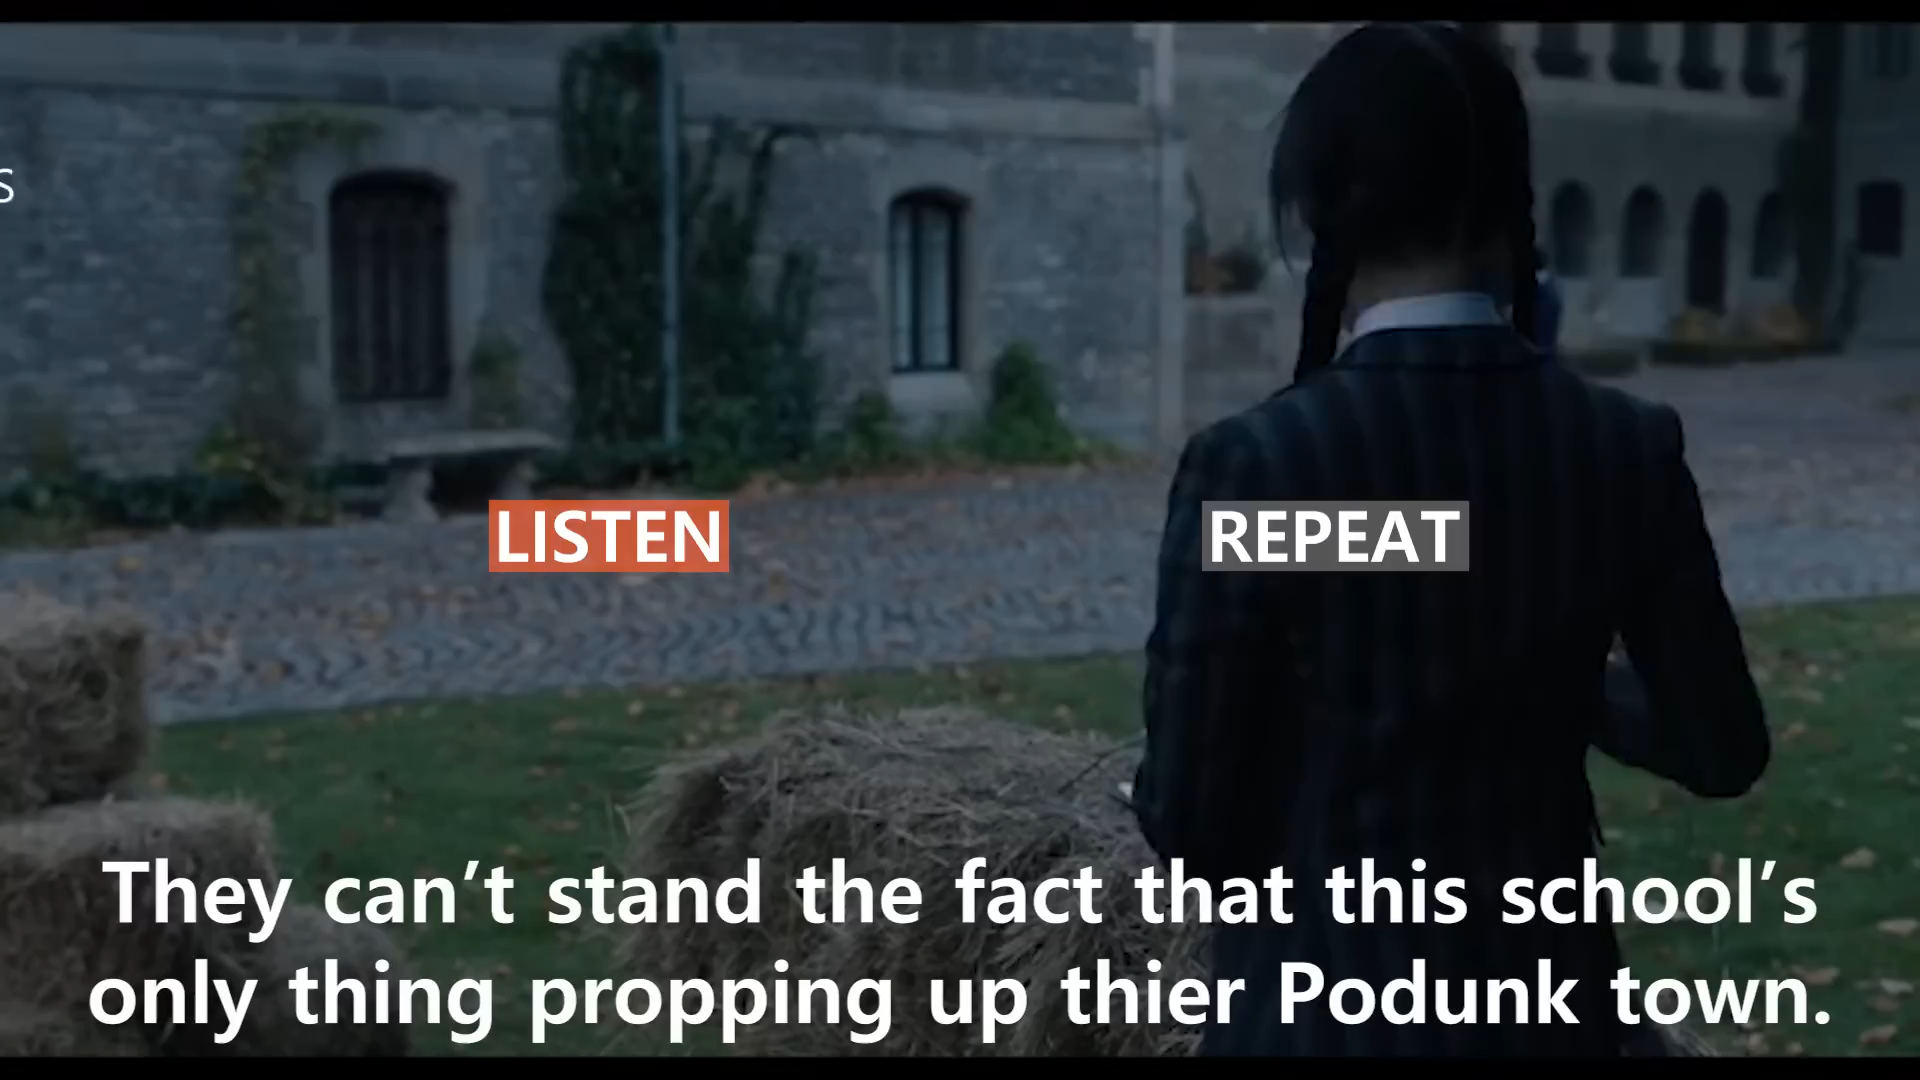 s
LISTEN
REPEAT
They can’t stand the fact that this school’s
only thing propping up thier Podunk town.